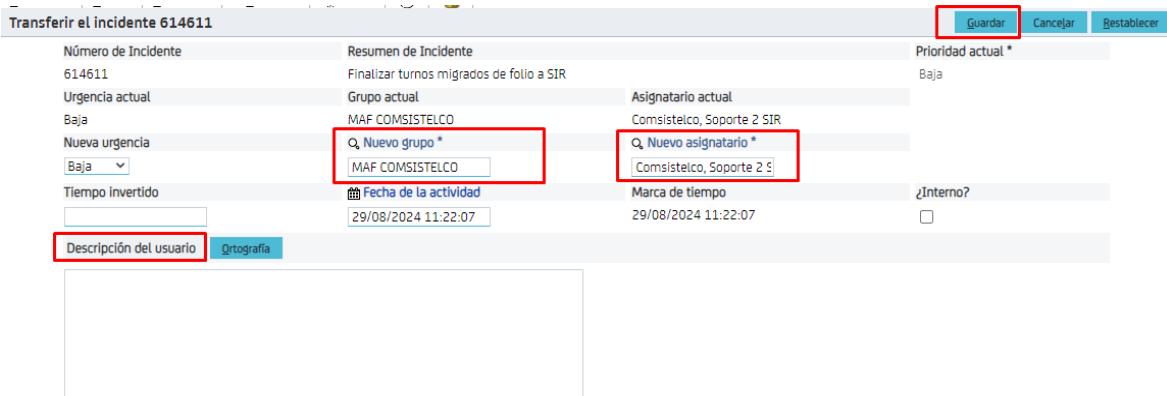 Transferir el incidente 614611 Guardar Cancelar Restablecer
Número de Incidente Resumen de Incidente Prioridad actual *
614611 Finalizar turnos migrados de folio a SIR Baja
Urgencia actual Grupo actual Asignatario actual
Baja MAF COMSISTELCO Comsistelco, Soporte 2 SIR
Nueva urgencia Nuevo grupo * Nuevo asignatario *
Baja MAF COMSISTELCO Comsistelco, Soporte 2 S
Tiempo invertido Fecha de la actividad Marca de tiempo ¿Interno?
29/08/2024 11:22:07 29/08/2024 11:22:07
Descripción del usuario Ortografía